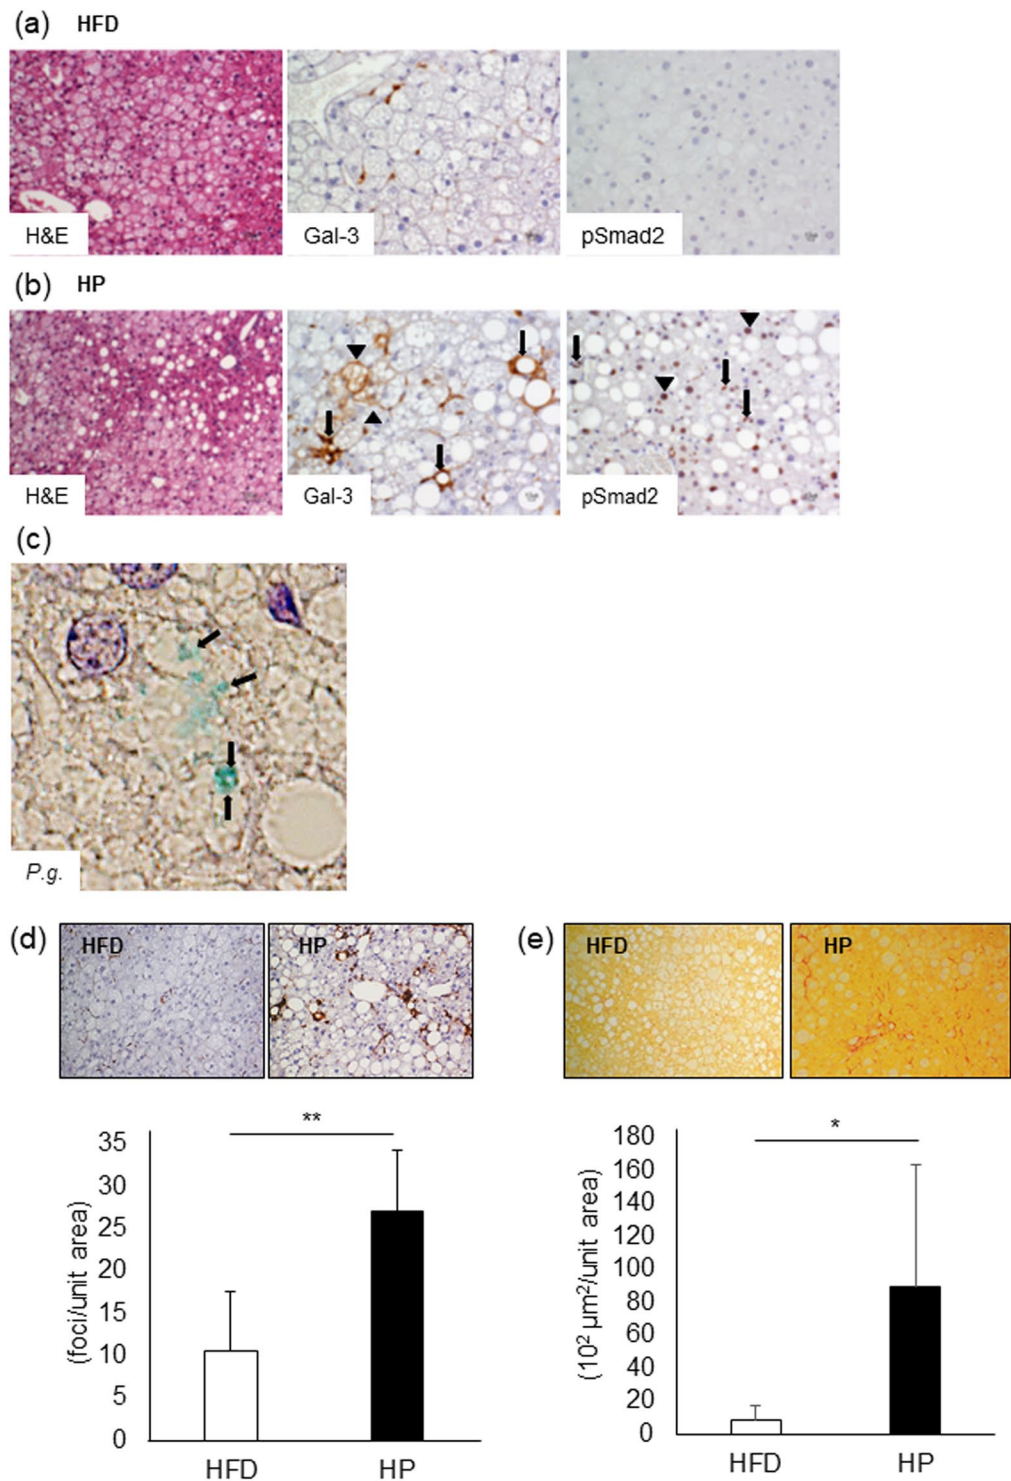 (a) HFD
H&E
Gal-3
pSmad2
(b) HP
H&E
Gal-3
pSmad2
(c)
P.g.
(d)
HFD
HP
(e)
HFD
HP
**
(foci/unit area)
35
30
25
20
15
10
5
0
HFD
HP
*
(10² µm²/unit area)
180
160
140
120
100
80
60
40
20
0
HFD
HP